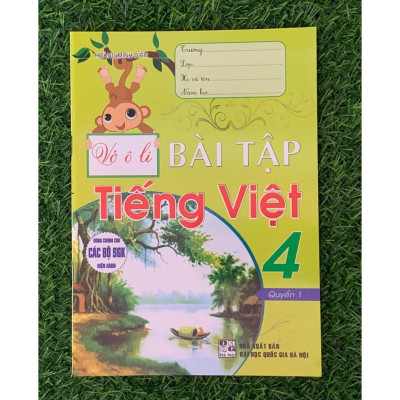 Trường:
Lớp:
Họ và tên:
Năm học:
Vở ô li
BÀI TẬP
Tiếng Việt
4
DÙNG CHUNG CHO
CÁC BỘ SGK
HIỆN HÀNH
Quyển 1
NHÀ XUẤT BẢN
ĐẠI HỌC QUỐC GIA HÀ NỘI